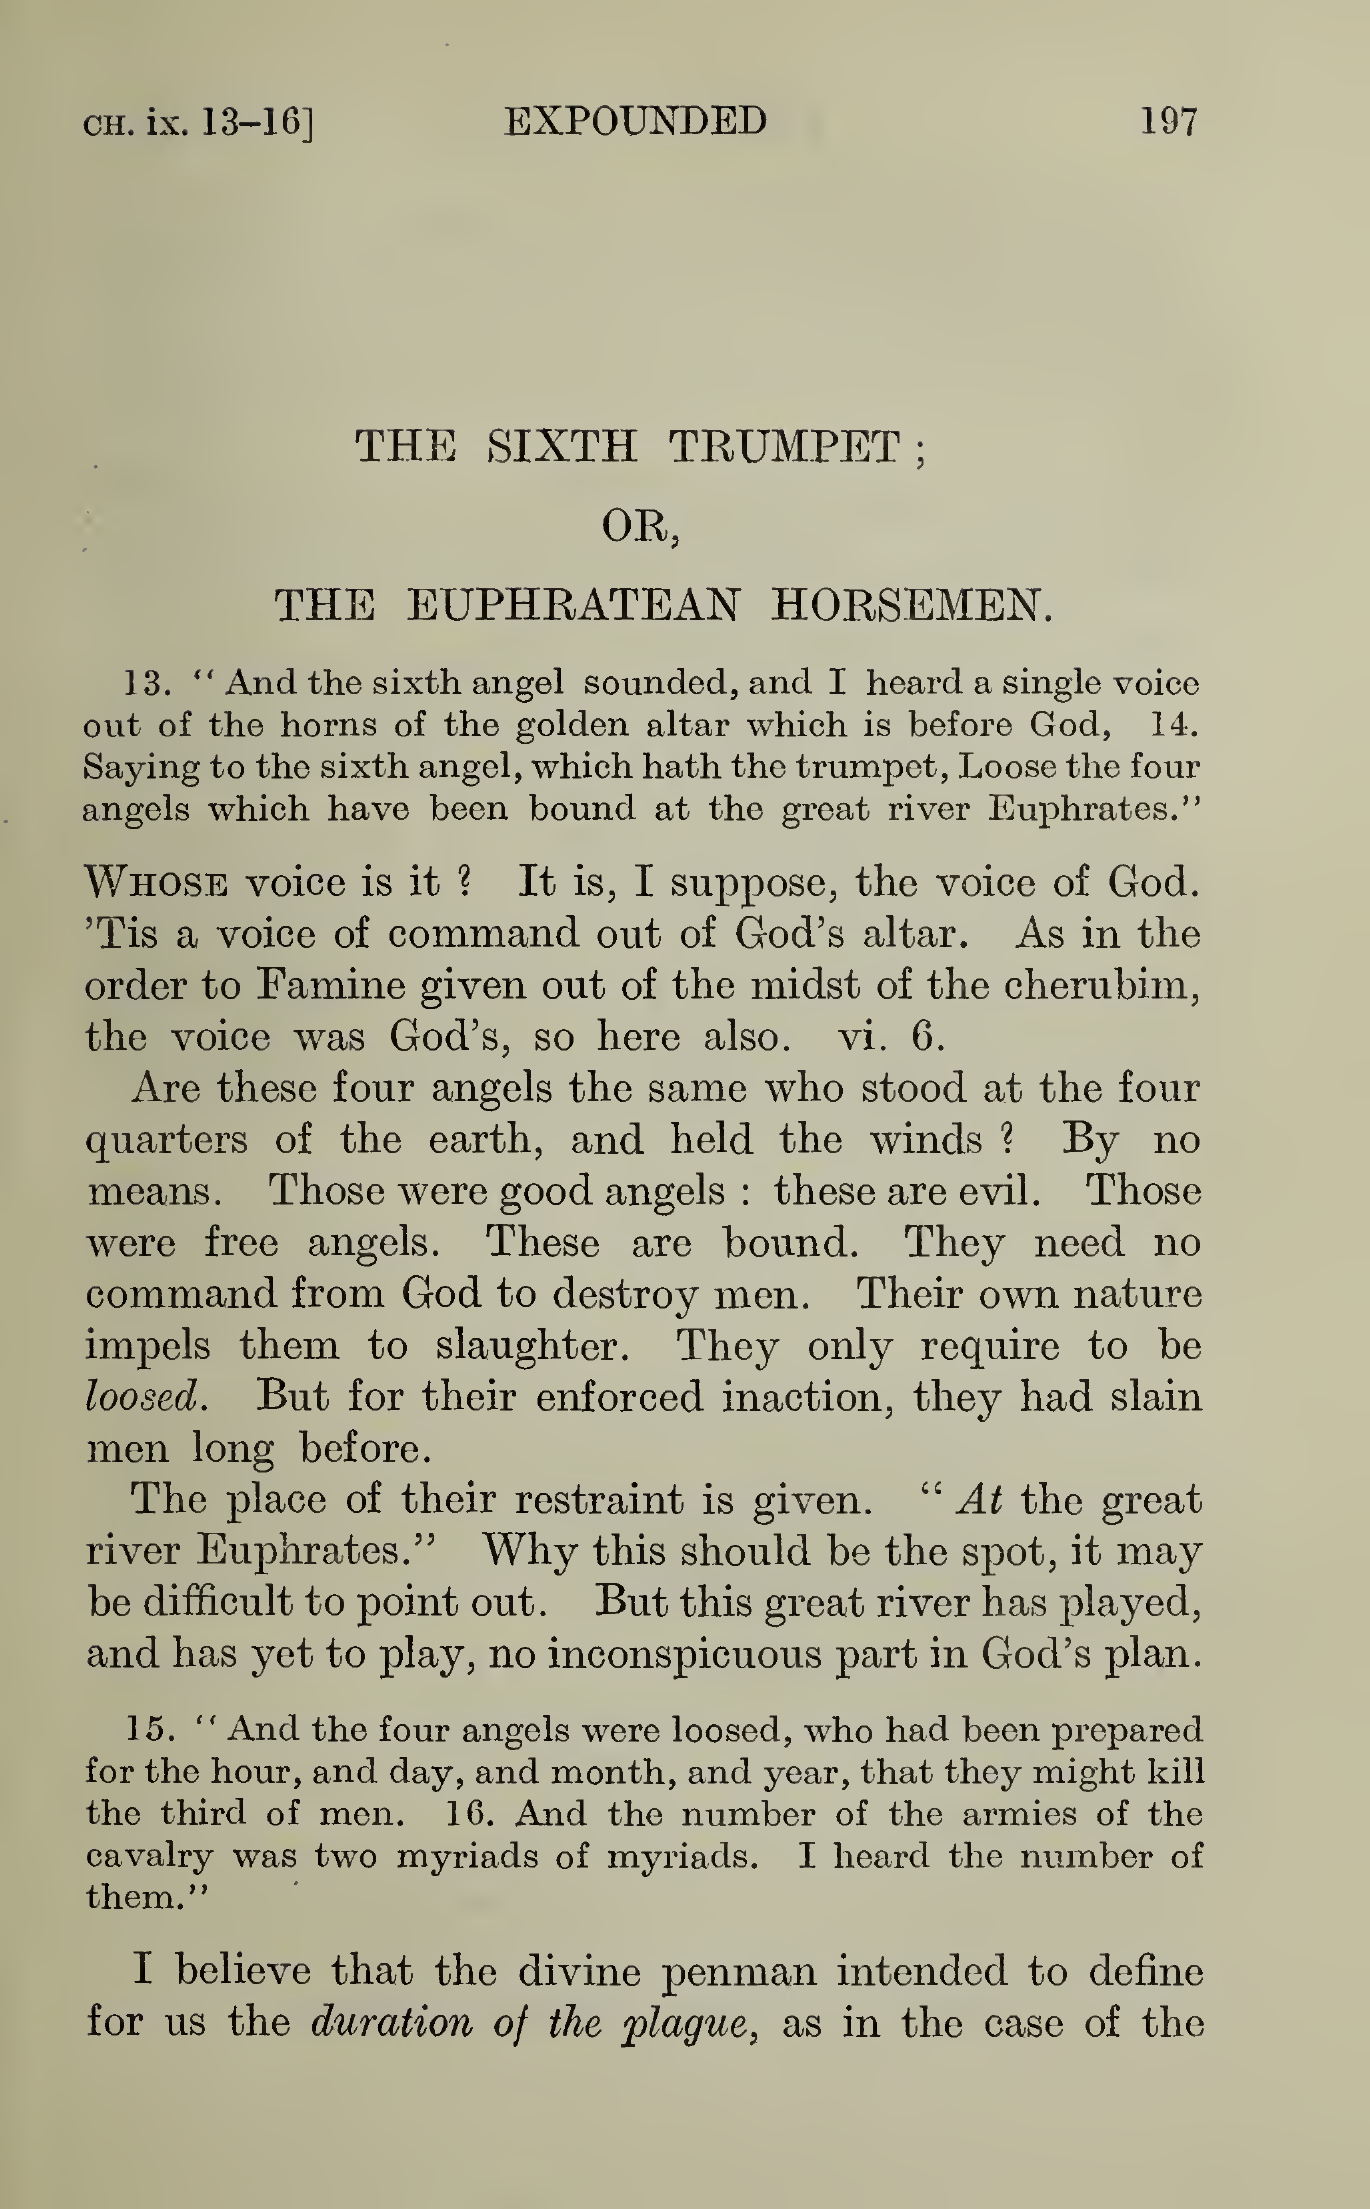 CH. ix. 13–16] EXPOUNDED 197
THE SIXTH TRUMPET ;
OR,
THE EUPHRATEAN HORSEMEN.
13. “ And the sixth angel sounded, and I heard a single voice
out of the horns of the golden altar which is before God, 14.
Saying to the sixth angel, which hath the trumpet, Loose the four
angels which have been bound at the great river Euphrates.”
WHOSE voice is it ? It is, I suppose, the voice of God.
’Tis a voice of command out of God’s altar. As in the
order to Famine given out of the midst of the cherubim,
the voice was God’s, so here also. vi. 6.
Are these four angels the same who stood at the four
quarters of the earth, and held the winds ? By no
means. Those were good angels : these are evil. Those
were free angels. These are bound. They need no
command from God to destroy men. Their own nature
impels them to slaughter. They only require to be
loosed. But for their enforced inaction, they had slain
men long before.
The place of their restraint is given. “ At the great
river Euphrates.” Why this should be the spot, it may
be difficult to point out. But this great river has played,
and has yet to play, no inconspicuous part in God’s plan.
15. “ And the four angels were loosed, who had been prepared
for the hour, and day, and month, and year, that they might kill
the third of men. 16. And the number of the armies of the
cavalry was two myriads of myriads. I heard the number of
them.”
I believe that the divine penman intended to define
for us the duration of the plague, as in the case of the